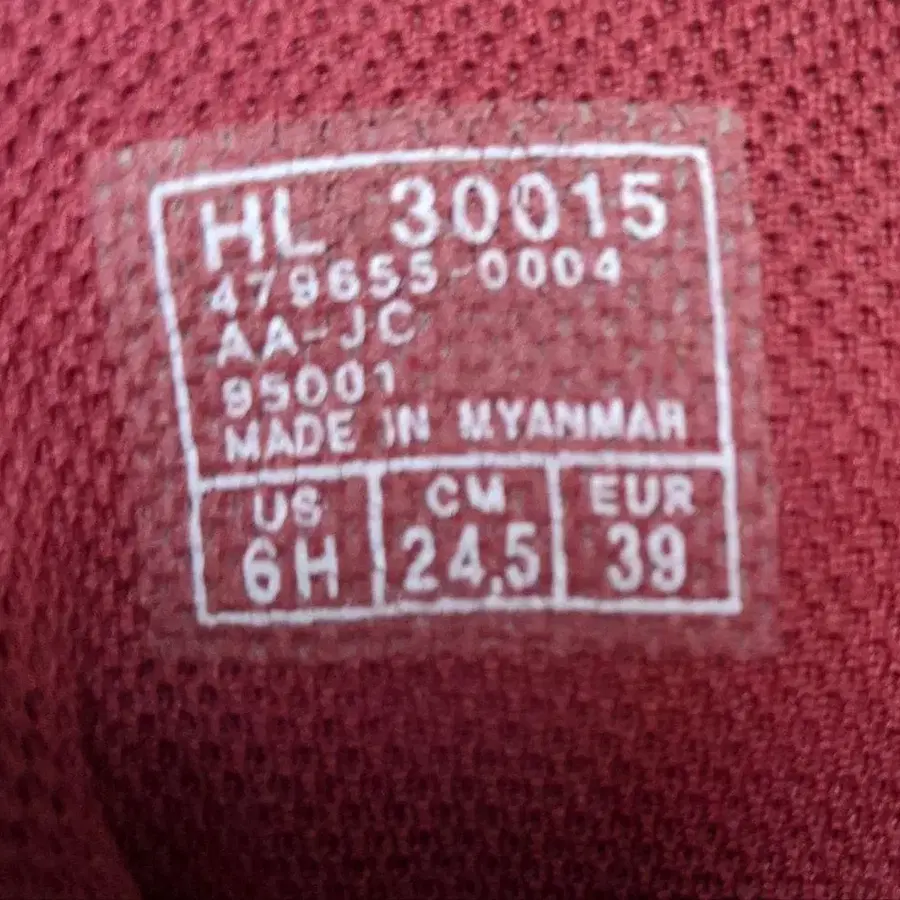 HL 30015
479655-0004
AA-JC
95001
MADE IN MYANMAR
US CM EUR
6H 24.5 39